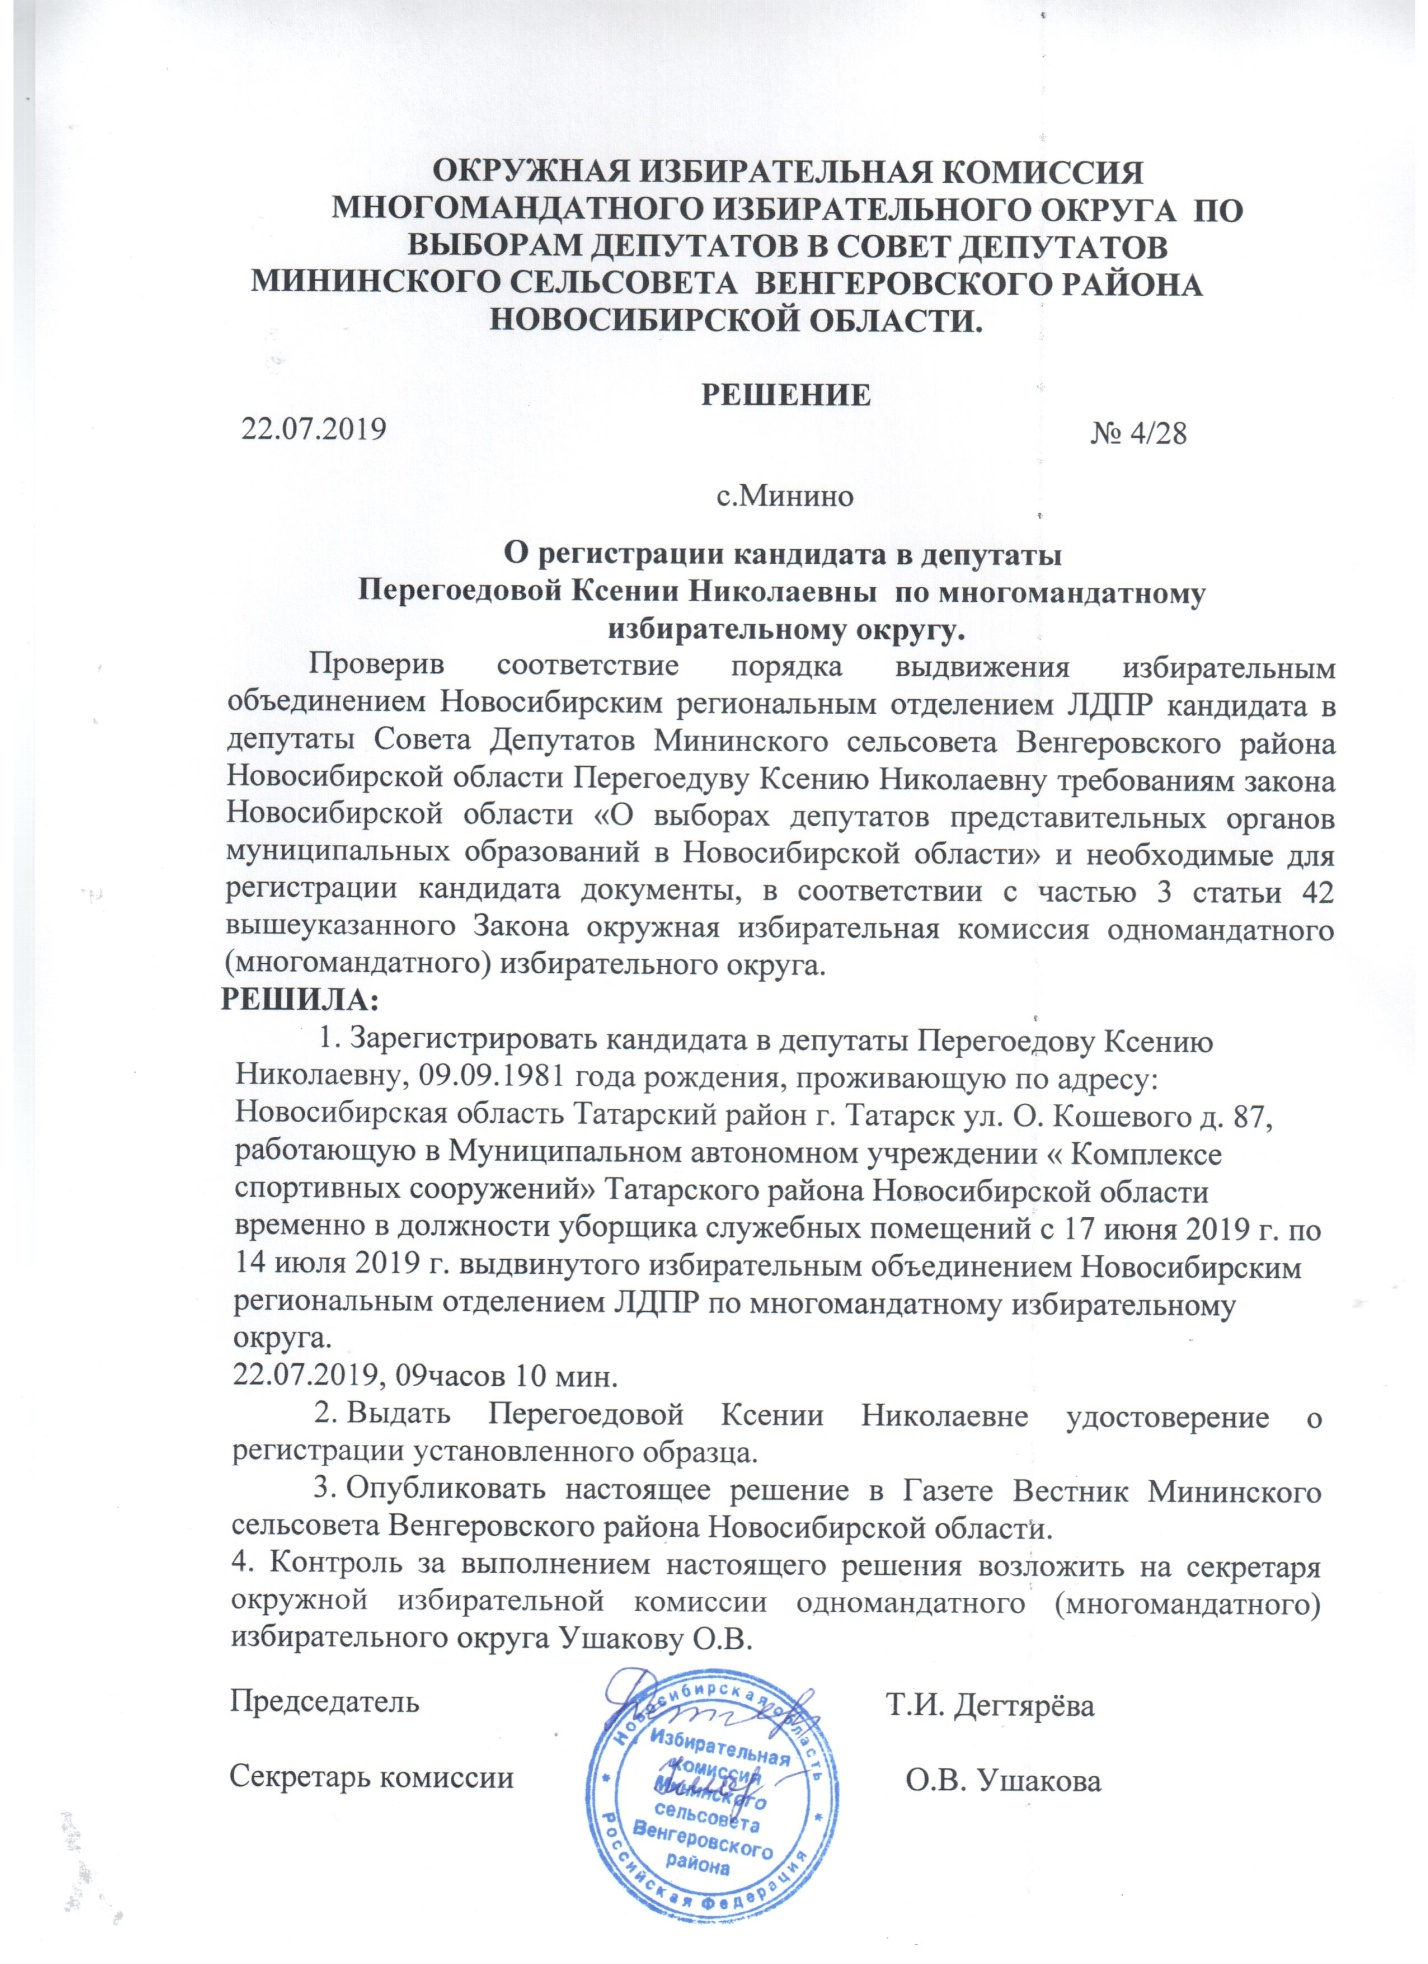 ОКРУЖНАЯ ИЗБИРАТЕЛЬНАЯ КОМИССИЯ
МНОГОМАНДАТНОГО ИЗБИРАТЕЛЬНОГО ОКРУГА ПО
ВЫБОРАМ ДЕПУТАТОВ В СОВЕТ ДЕПУТАТОВ
МИНИНСКОГО СЕЛЬСОВЕТА ВЕНГЕРОВСКОГО РАЙОНА
НОВОСИБИРСКОЙ ОБЛАСТИ.
РЕШЕНИЕ
22.07.2019 № 4/28
с.Минино
О регистрации кандидата в депутаты
Перегоедовой Ксении Николаевны по многомандатному
избирательному округу.
Проверив соответствие порядка выдвижения избирательным
объединением Новосибирским региональным отделением ЛДПР кандидата в
депутаты Совета Депутатов Мининского сельсовета Венгеровского района
Новосибирской области Перегоедуву Ксению Николаевну требованиям закона
Новосибирской области «О выборах депутатов представительных органов
муниципальных образований в Новосибирской области» и необходимые для
регистрации кандидата документы, в соответствии с частью 3 статьи 42
вышеуказанного Закона окружная избирательная комиссия одномандатного
(многомандатного) избирательного округа.
РЕШИЛА:
1. Зарегистрировать кандидата в депутаты Перегоедову Ксению
Николаевну, 09.09.1981 года рождения, проживающую по адресу:
Новосибирская область Татарский район г. Татарск ул. О. Кошевого д. 87,
работающую в Муниципальном автономном учреждении « Комплексе
спортивных сооружений» Татарского района Новосибирской области
временно в должности уборщика служебных помещений с 17 июня 2019 г. по
14 июля 2019 г. выдвинутого избирательным объединением Новосибирским
региональным отделением ЛДПР по многомандатному избирательному
округа.
22.07.2019, 09часов 10 мин.
2. Выдать Перегоедовой Ксении Николаевне удостоверение о
регистрации установленного образца.
3. Опубликовать настоящее решение в Газете Вестник Мининского
сельсовета Венгеровского района Новосибирской области.
4. Контроль за выполнением настоящего решения возложить на секретаря
окружной избирательной комиссии одномандатного (многомандатного)
избирательного округа Ушакову О.В.
Председатель Т.И. Дегтярёва
Секретарь комиссии О.В. Ушакова
Новосибирская область
Избирательная
комиссия
Мининского
сельсовета
Венгеровского
района
Российская Федерация